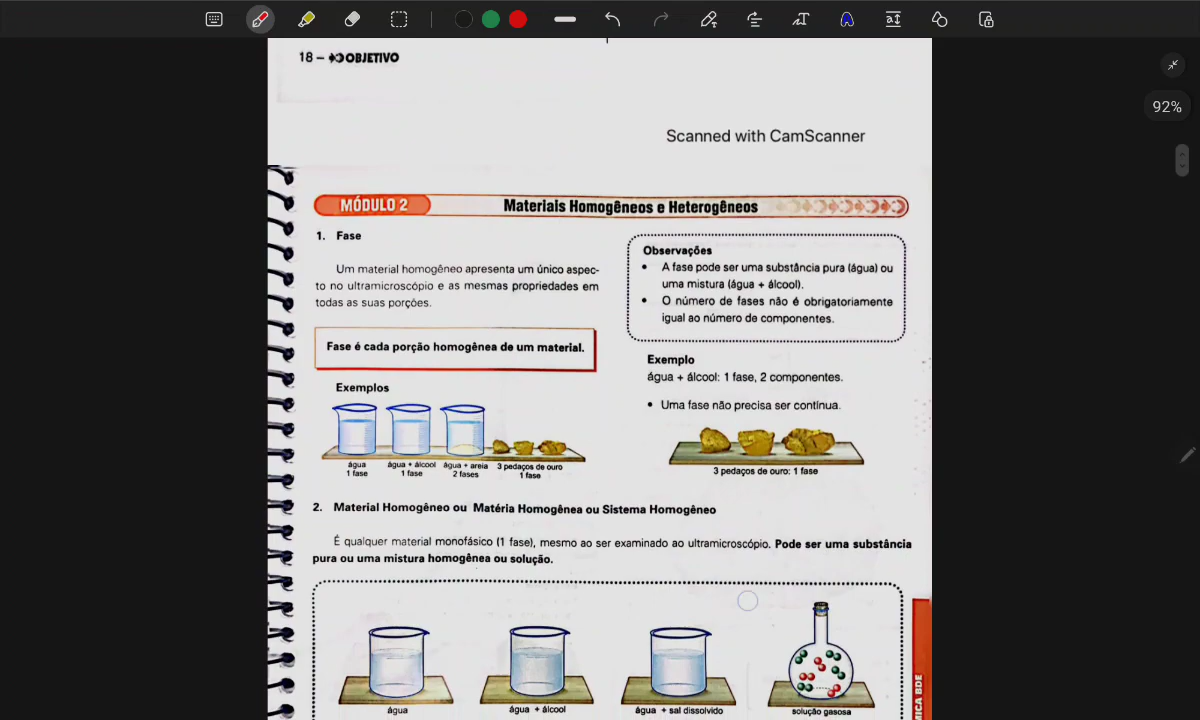 18 – OBJETIVO
92%
Scanned with CamScanner
MÓDULO 2
Materiais Homogêneos e Heterogêneos
1. Fase
Um material homogêneo apresenta um único aspec-
to no ultramicroscópio e as mesmas propriedades em
todas as suas porções.
Fase é cada porção homogênea de um material.
Exemplos
água
1 fase
água + álcool
1 fase
água + areia
2 fases
3 pedaços de ouro
1 fase
Observações
• A fase pode ser uma substância pura (água) ou
uma mistura (água + álcool).
• O número de fases não é obrigatoriamente
igual ao número de componentes.
Exemplo
água + álcool: 1 fase, 2 componentes.
• Uma fase não precisa ser contínua.
3 pedaços de ouro: 1 fase
2. Material Homogêneo ou Matéria Homogênea ou Sistema Homogêneo
É qualquer material monofásico (1 fase), mesmo ao ser examinado ao ultramicroscópio. Pode ser uma substância
pura ou uma mistura homogênea ou solução.
água
água + álcool
água + sal dissolvido
solução gasosa
MICA BDE